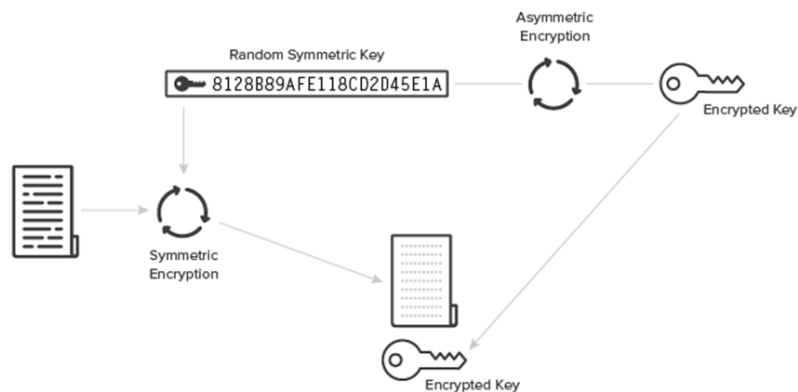 Asymmetric
Encryption
Random Symmetric Key
8128B89AFE118CD2D45E1A
Encrypted Key
Symmetric
Encryption
Encrypted Key